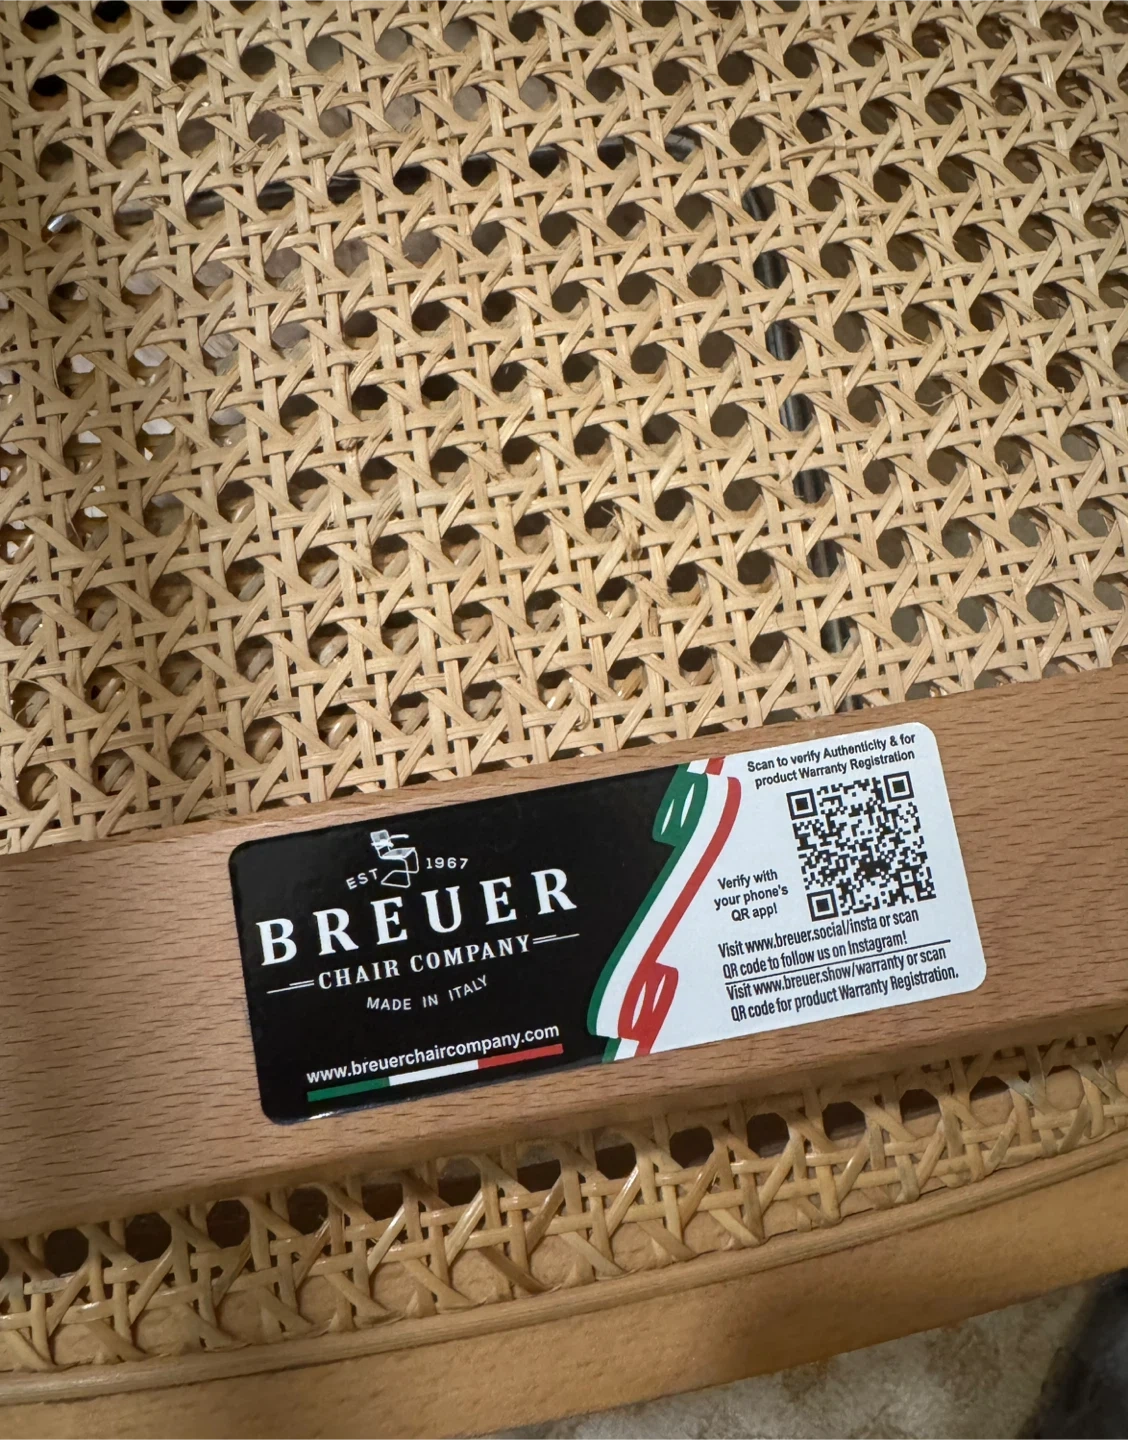 EST 1967
BREUER
CHAIR COMPANY
MADE IN ITALY
www.breuerchaircompany.com
Scan to verify Authenticity & for
product Warranty Registration
Verify with
your phone's
QR app!
Visit www.breuer.social/insta or scan
QR code to follow us on Instagram!
Visit www.breuer.show/warranty or scan
QR code for product Warranty Registration.